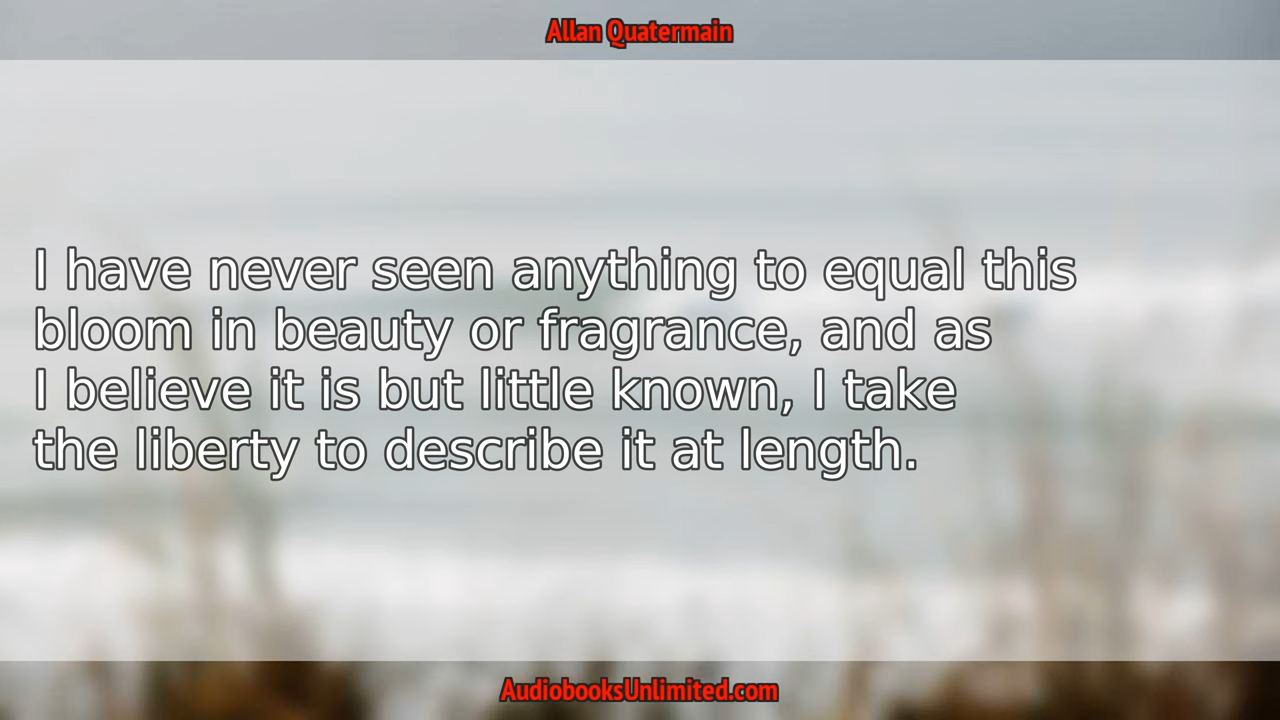 Allan Quatermain
I have never seen anything to equal this
bloom in beauty or fragrance, and as
I believe it is but little known, I take
the liberty to describe it at length.
AudiobooksUnlimited.com